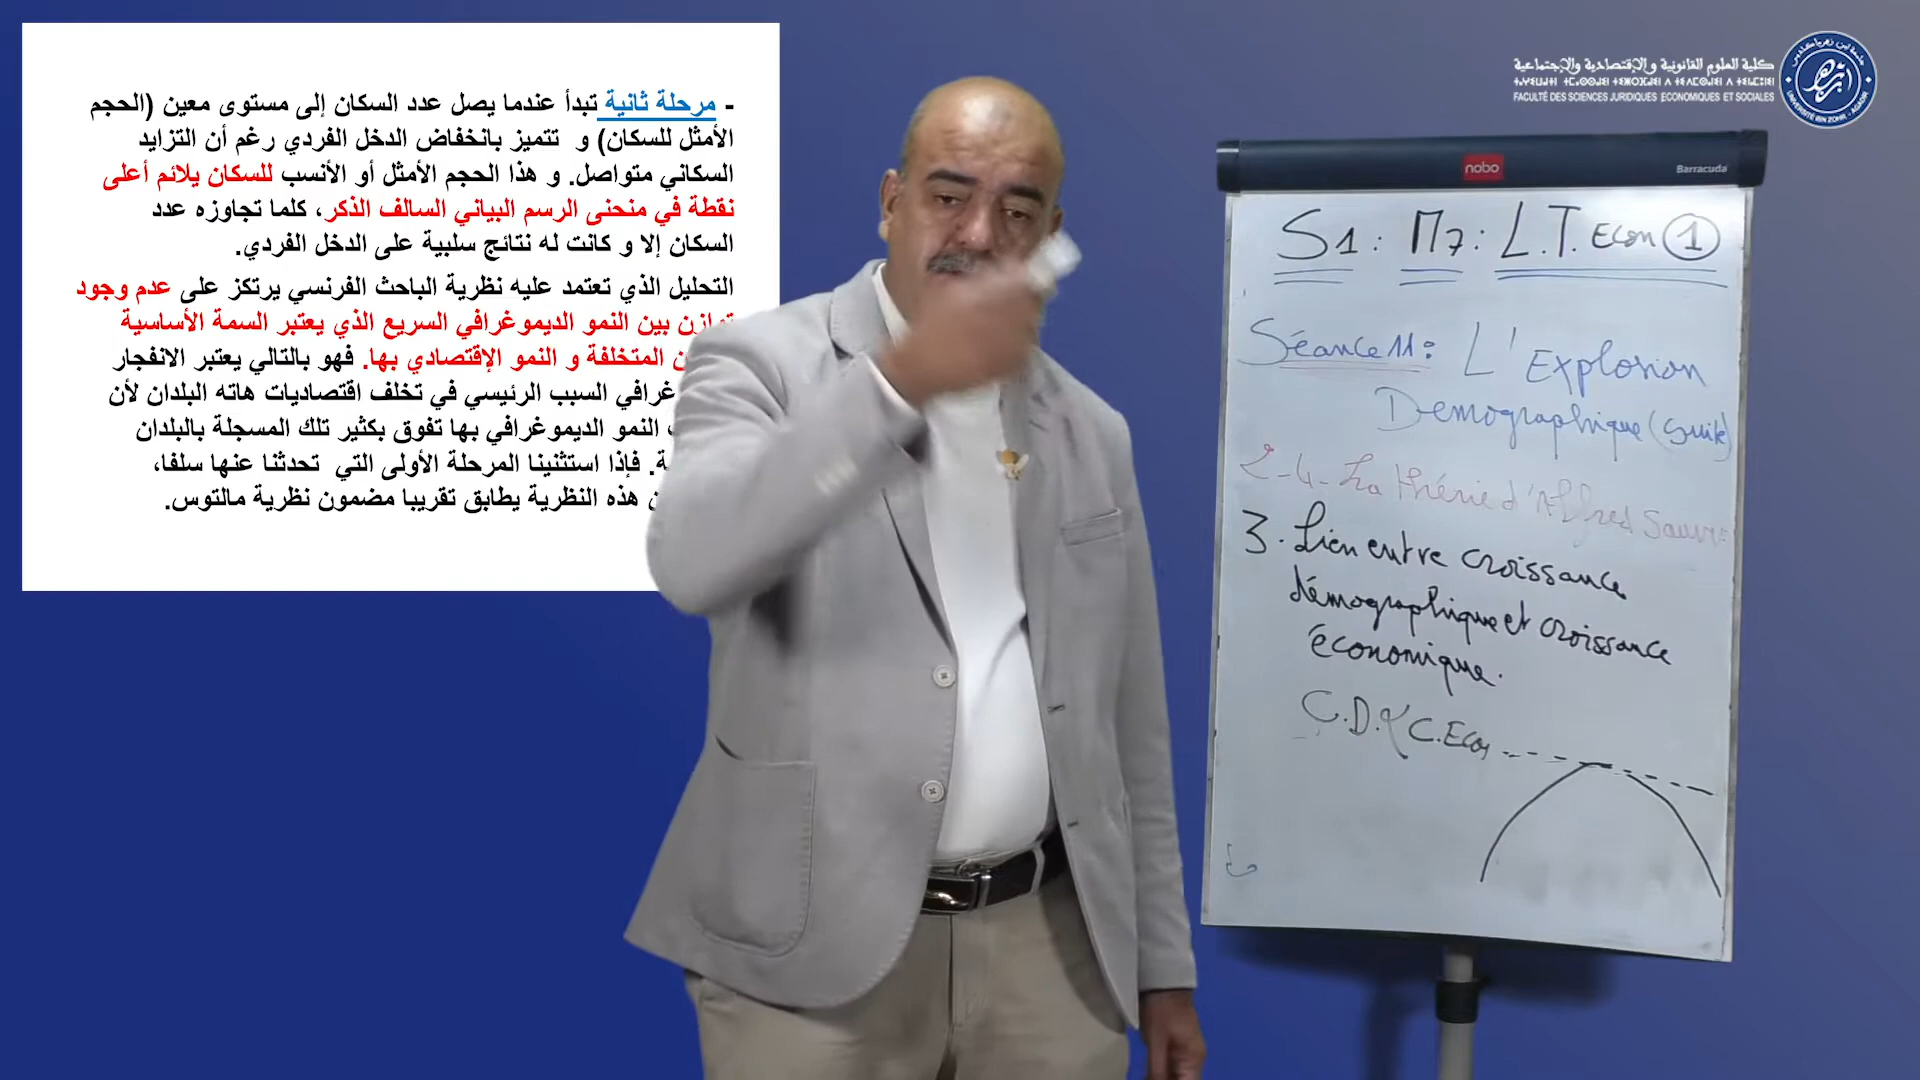 - مرحلة ثانية تبدأ عندما يصل عدد السكان إلى مستوى معين (الحجم
الأمثل للسكان) و تتميز بانخفاض الدخل الفردي رغم أن التزايد
السكاني متواصل. و هذا الحجم الأمثل أو الأنسب للسكان يلائم أعلى
نقطة في منحنى الرسم البياني السالف الذكر، كلما تجاوزه عدد
السكان إلا و كانت له نتائج سلبية على الدخل الفردي.
التحليل الذي تعتمد عليه نظرية الباحث الفرنسي يرتكز على عدم وجود
بين النمو الديموغرافي السريع الذي يعتبر السمة الأساسية
المتخلفة و النمو الإقتصادي بها. فهو بالتالي يعتبر الانفجار
السبب الرئيسي في تخلف اقتصاديات هاته البلدان لأن
النمو الديموغرافي بها تفوق بكثير تلك المسجلة بالبلدان
فإذا استثنينا المرحلة الأولى التي تحدثنا عنها سلفا،
هذه النظرية يطابق تقريبا مضمون نظرية مالتوس.
كلية العلوم القانونية والإقتصادية والإجتماعية
FACULTÉ DES SCIENCES JURIDIQUES ECONOMIQUES ET SOCIALES
UNIVERSITÉ IBN ZOHR - AGADIR
nobo
Barracuda
S1 : M7 : L.T. Econ 1
Séance 11 : L'Explosion
Demographique (suite)
2-4- La thérie d'Alfred Sauvy
3. Lien entre croissance
démographique et croissance
économique.
C.D. C.Eco